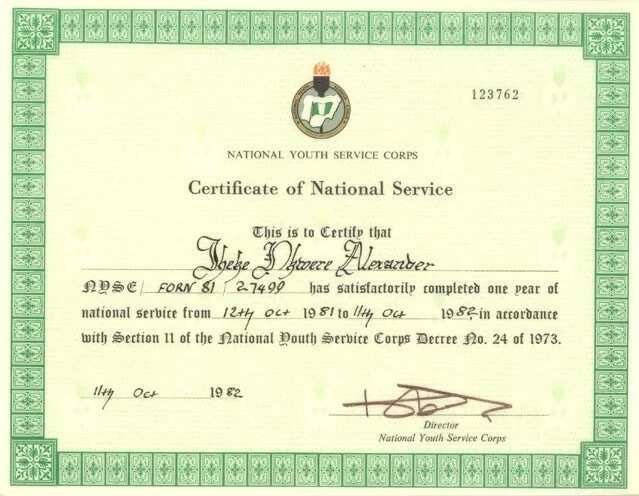 123762
NATIONAL YOUTH SERVICE CORPS
Certificate of National Service
This is to Certify that
Alexander
NYSE/ FORN 81 / 27499 has satisfactorily completed one year of
national service from 12th Oct 1981 to 11th Oct 1982 in accordance
with Section 11 of the National Youth Service Corps Decree No. 24 of 1973.
11th Oct 1982
Director
National Youth Service Corps